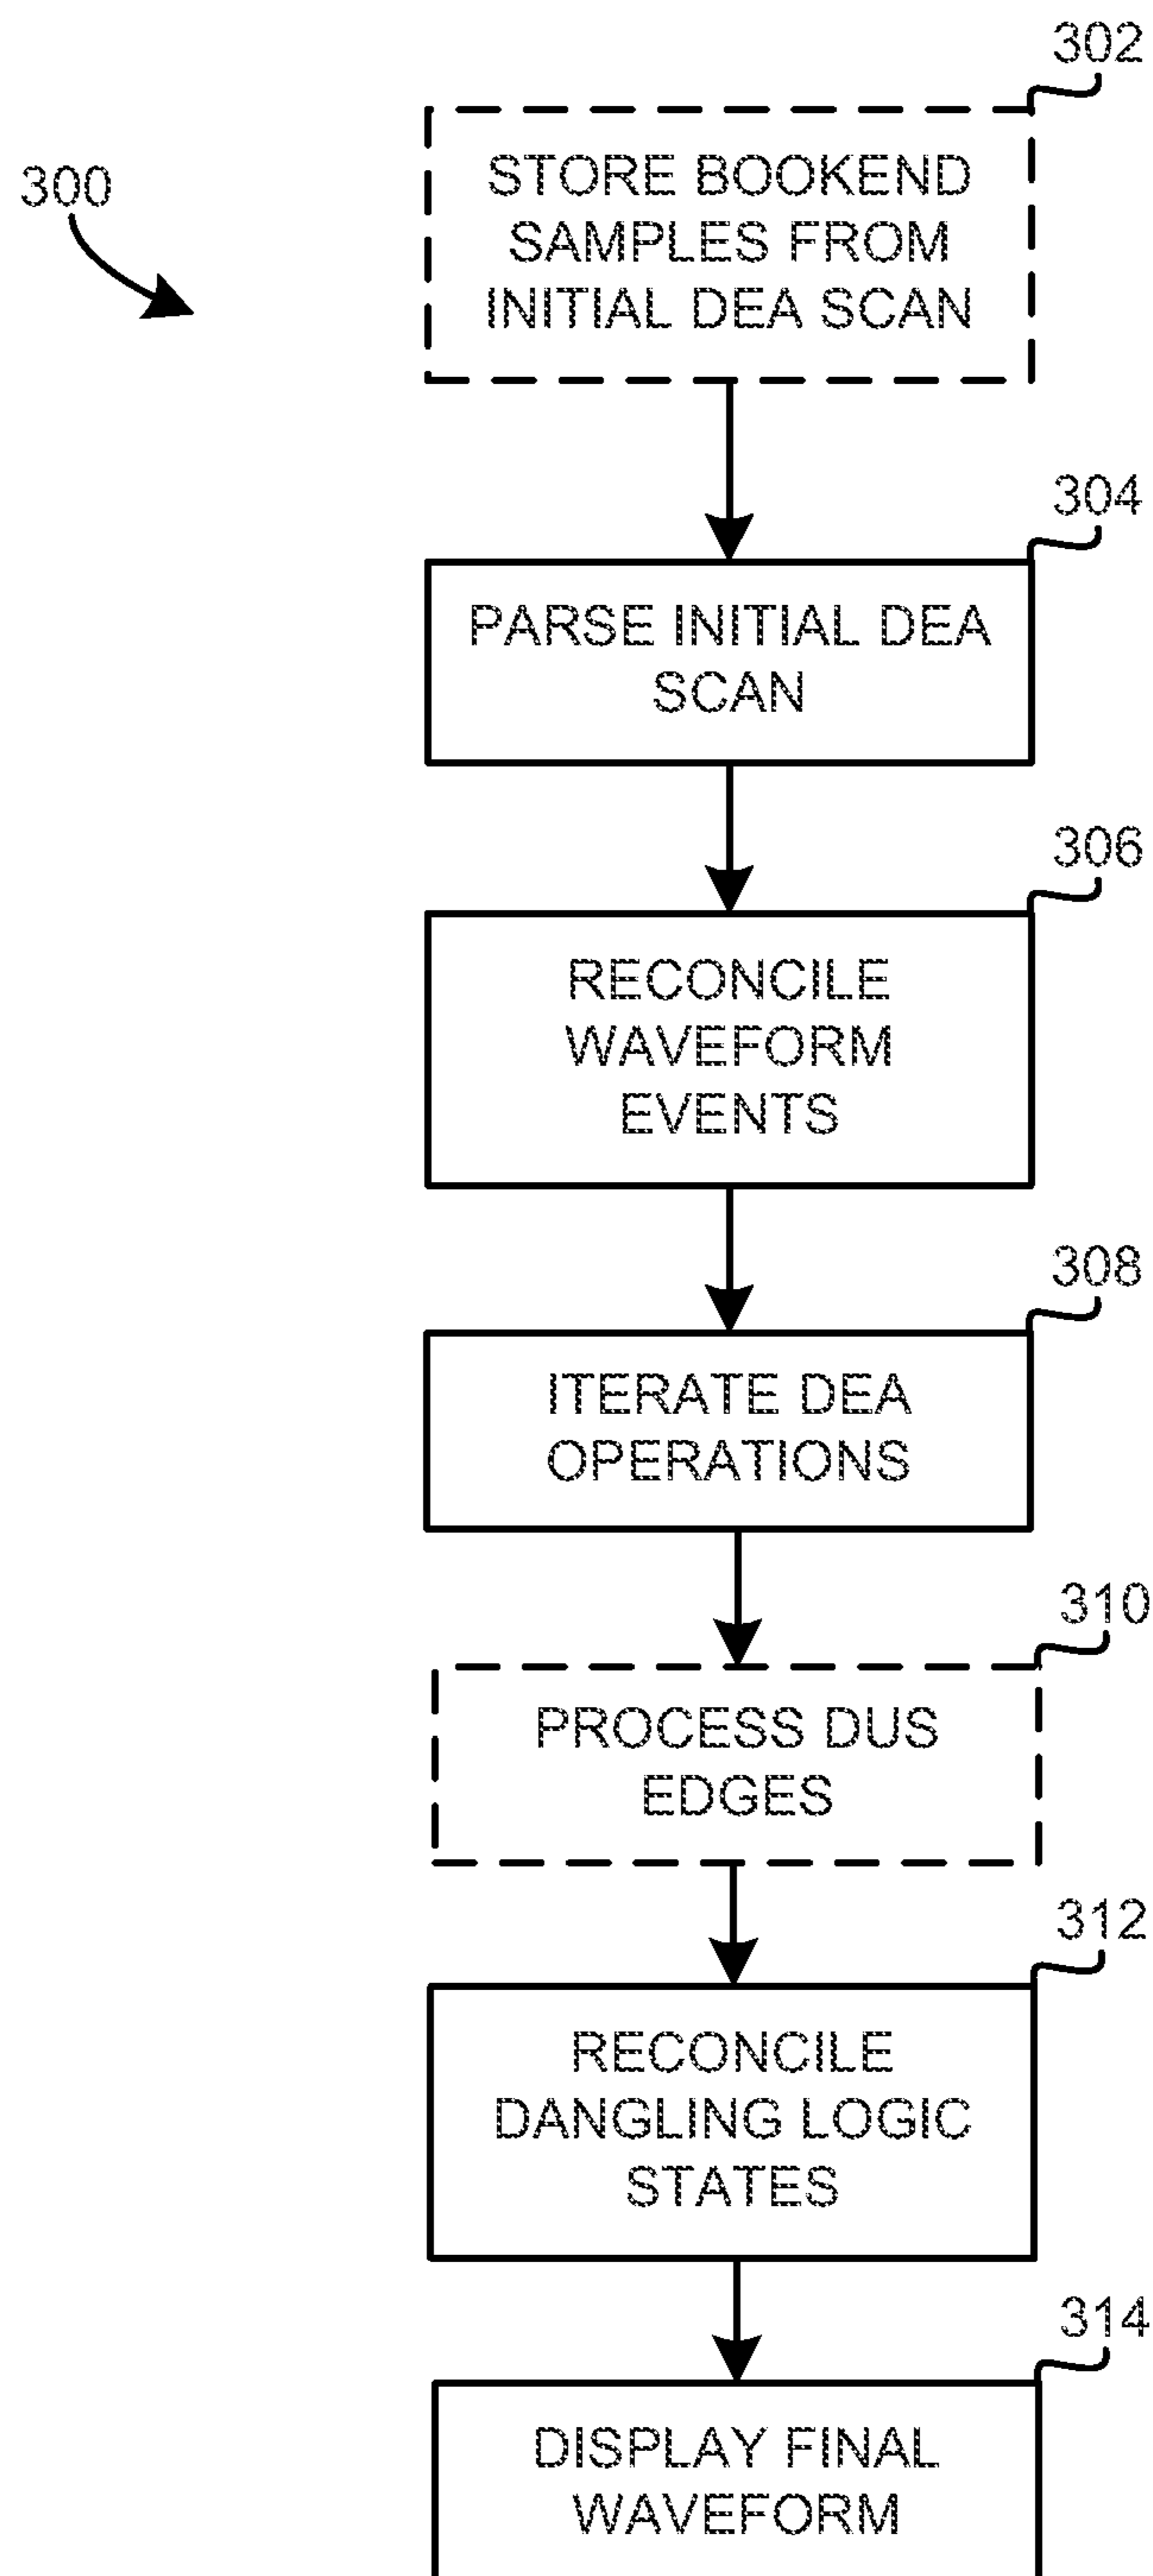 302
300
STORE BOOKEND
SAMPLES FROM
INITIAL DEA SCAN
304
PARSE INITIAL DEA
SCAN
306
RECONCILE
WAVEFORM
EVENTS
308
ITERATE DEA
OPERATIONS
310
PROCESS DUS
EDGES
312
RECONCILE
DANGLING LOGIC
STATES
314
DISPLAY FINAL
WAVEFORM